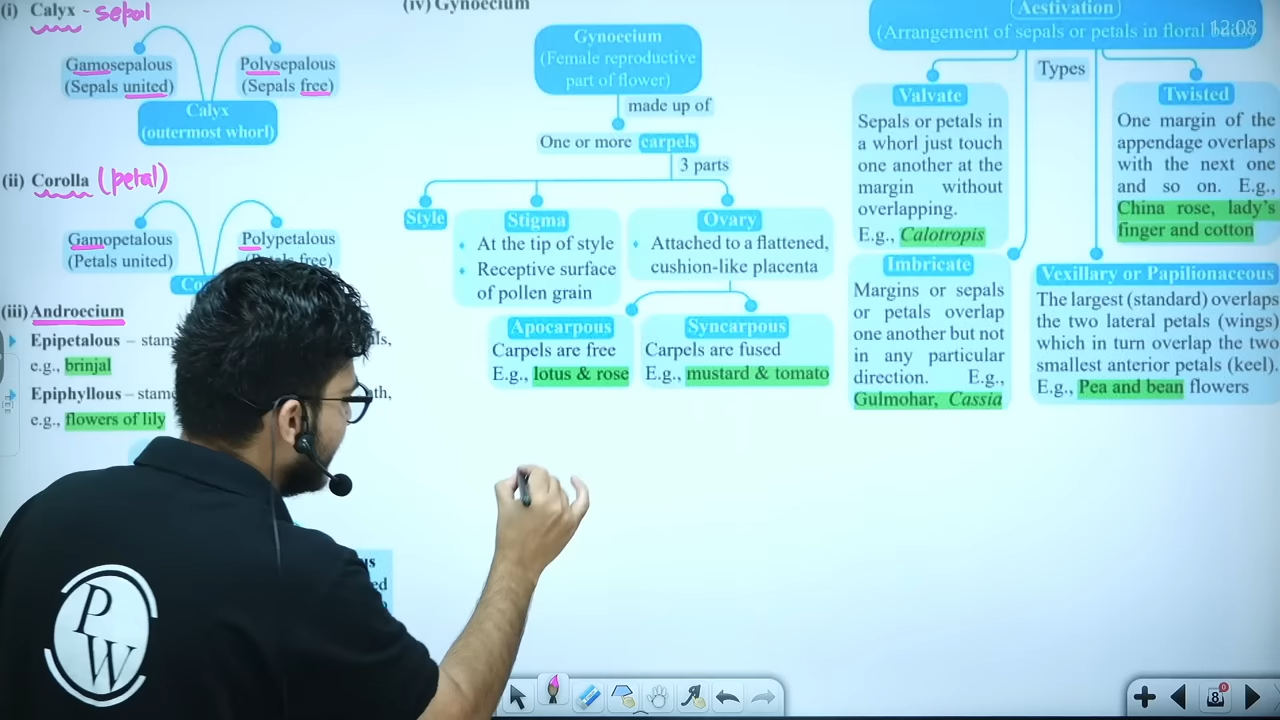 (i) Calyx - sepal
Gamosepalous
(Sepals united)
Polysepalous
(Sepals free)
Calyx
(outermost whorl)
(ii) Corolla (petal)
Gamopetalous
(Petals united)
Polypetalous
free)
(iii) Androecium
Epipetalous –
e.g., brinjal
Epiphyllous –
e.g., flowers of lily
(iv) Gynoecium
Gynoecium
(Female reproductive
part of flower)
made up of
One or more carpels
3 parts
Style
Stigma
At the tip of style
Receptive surface
of pollen grain
Ovary
Attached to a flattened,
cushion-like placenta
Apocarpous
Carpels are free
E.g., lotus & rose
Syncarpous
Carpels are fused
E.g., mustard & tomato
Aestivation
(Arrangement of sepals or petals in floral
12:08
Types
Valvate
Sepals or petals in
a whorl just touch
one another at the
margin without
overlapping.
E.g., Calotropis
Twisted
One margin of the
appendage overlaps
with the next one
and so on. E.g.,
China rose, lady's
finger and cotton
Imbricate
Margins or sepals
or petals overlap
one another but not
in any particular
direction. E.g.,
Gulmohar, Cassia
Vexillary or Papilionaceous
The largest (standard) overlaps
the two lateral petals (wings)
which in turn overlap the two
smallest anterior petals (keel).
E.g., Pea and bean flowers
P
W
8
0